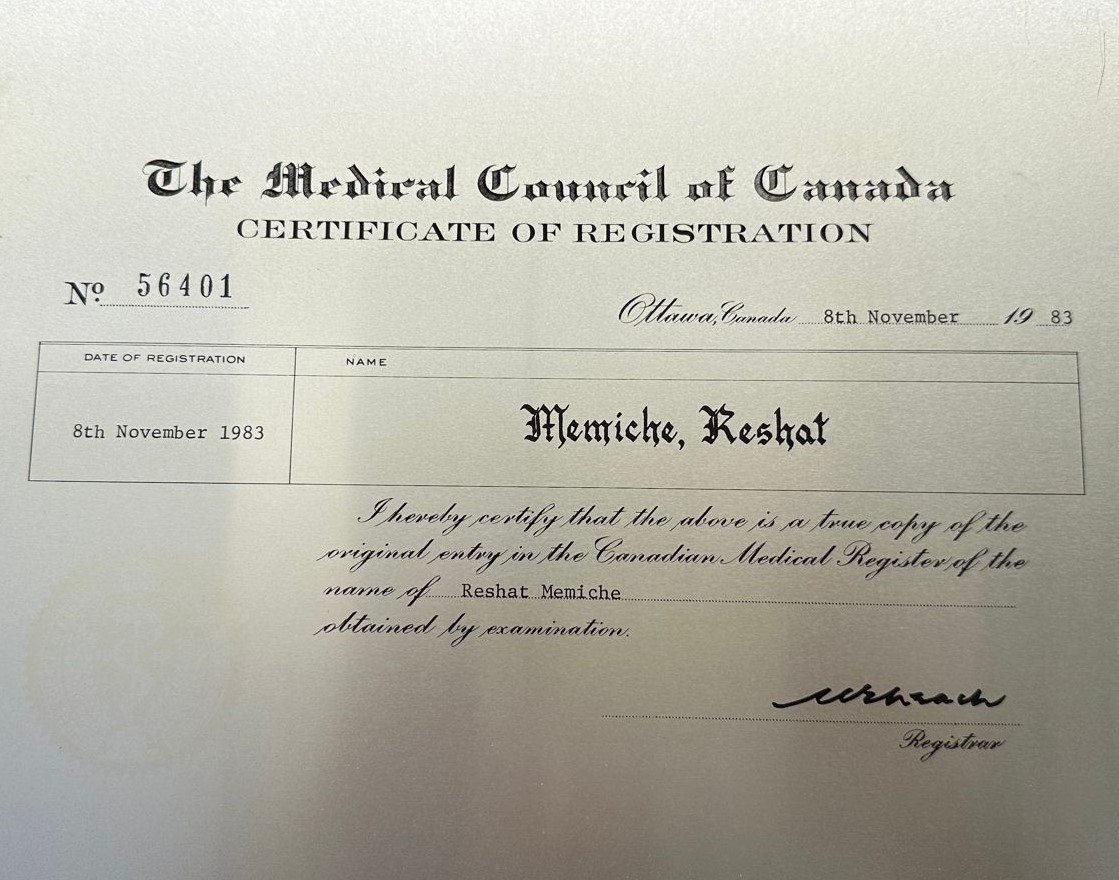 The Medical Council of Canada
CERTIFICATE OF REGISTRATION
Nº 56401
Ottawa, Canada 8th November 19 83
DATE OF REGISTRATION NAME
8th November 1983 Memiche, Reshat
I hereby certify that the above is a true copy of the
original entry in the Canadian Medical Register of the
name of Reshat Memiche
obtained by examination.
Registrar